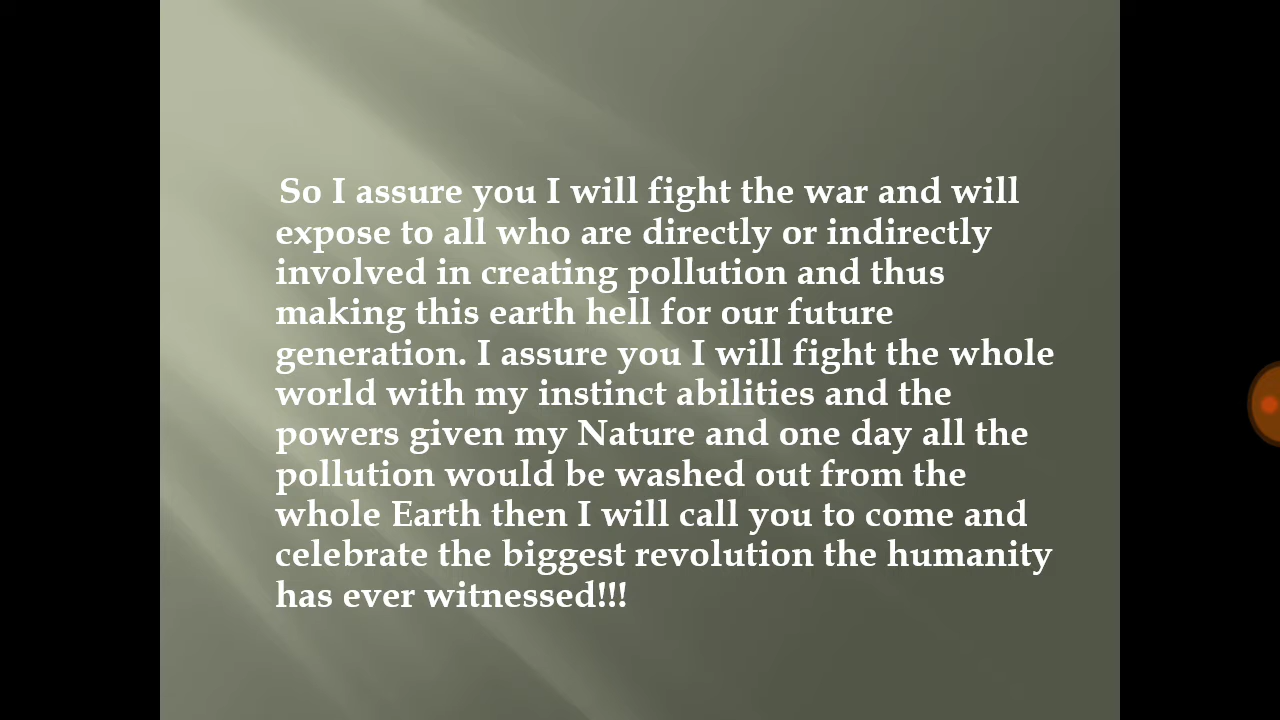 So I assure you I will fight the war and will
expose to all who are directly or indirectly
involved in creating pollution and thus
making this earth hell for our future
generation. I assure you I will fight the whole
world with my instinct abilities and the
powers given my Nature and one day all the
pollution would be washed out from the
whole Earth then I will call you to come and
celebrate the biggest revolution the humanity
has ever witnessed!!!